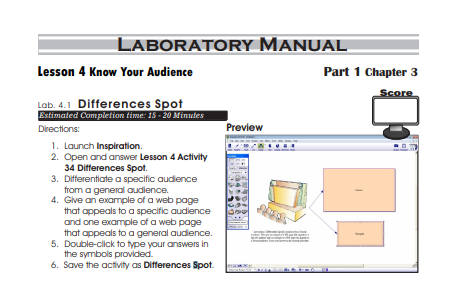 LABORATORY MANUAL
Lesson 4 Know Your Audience
Part 1 Chapter 3
Score
Lab. 4.1 Differences Spot
Estimated Completion time: 15 - 20 Minutes
Directions:
Preview
1. Launch Inspiration.
2. Open and answer Lesson 4 Activity
34 Differences Spot.
3. Differentiate a specific audience
from a general audience.
4. Give an example of a web page
that appeals to a specific audience
and one example of a web page
that appeals to a general audience.
5. Double-click to type your answers in
the symbols provided.
6. Save the activity as Differences Spot.